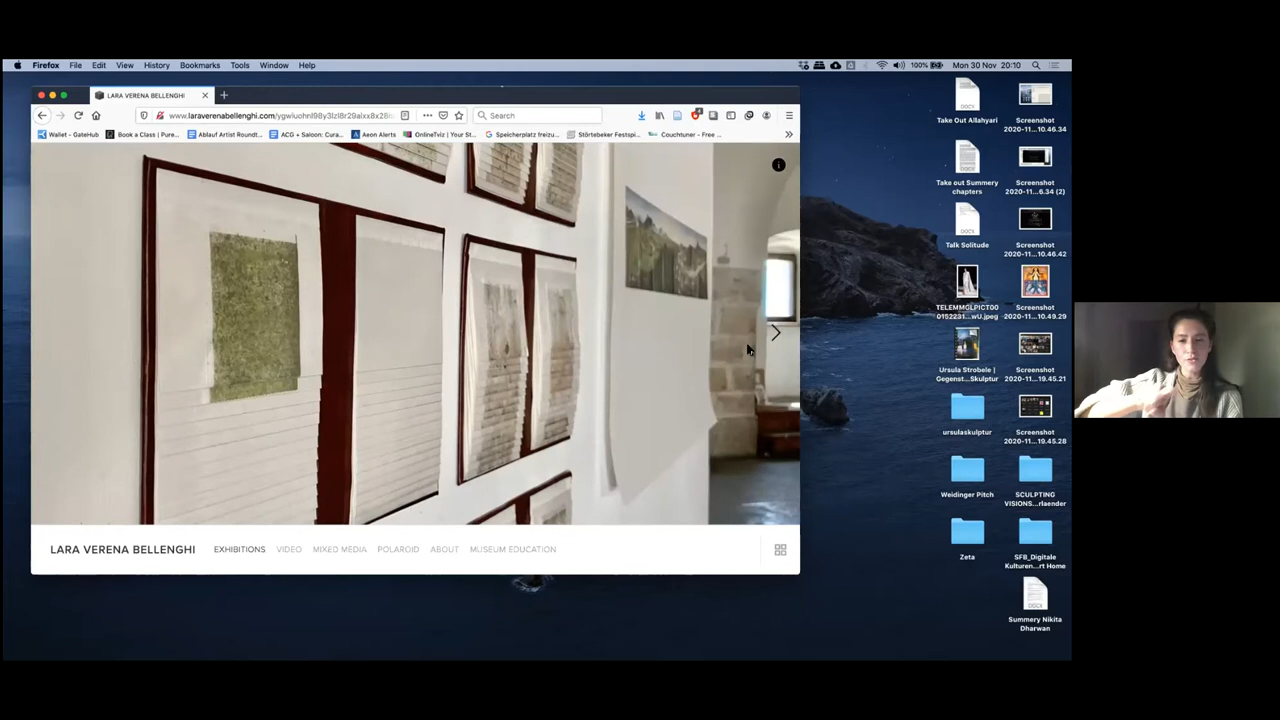 Firefox File Edit View History Bookmarks Tools Window Help 100% Mon 30 Nov 20:10
LARA VERENA BELLENGHI
Search
Wallet - GateHub Book a Class | Pure... Ablauf Artist Roundt... ACG + Saloon: Cura... Aeon Alerts OnlineTviz | Your St... Speicherplatz freizu... Störtebeker Festspi... Couchtuner - Free ...
LARA VERENA BELLENGHI EXHIBITIONS VIDEO MIXED MEDIA POLAROID ABOUT MUSEUM EDUCATION
Take Out Allahyari
Screenshot
2020-11...10.46.34
Take out Summery
chapters
Screenshot
2020-11...6.34 (2)
Talk Solitude
Screenshot
2020-11...10.46.42
TELEMMGLPICT00
Screenshot
2020-11...10.49.29
Ursula Strobele |
Gegenst...Skulptur
Screenshot
2020-11...19.45.21
ursulaskulptur
Screenshot
2020-11...19.45.28
Weidinger Pitch
SCULPTING
VISIONS...rlaender
Zeta
SFB_Digitale
Kulturen...rt Home
Summery Nikita
Dharwan